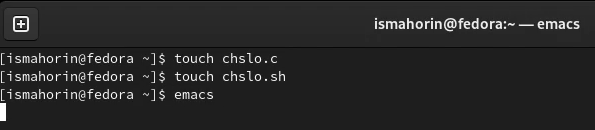 ismahorin@fedora:~ — emacs
[ismahorin@fedora ~]$ touch chslo.c
[ismahorin@fedora ~]$ touch chslo.sh
[ismahorin@fedora ~]$ emacs